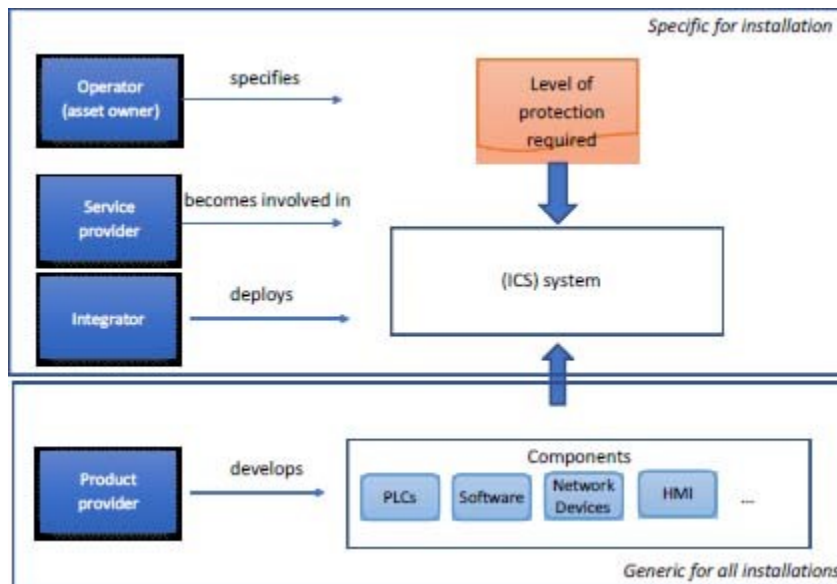 Specific for installation
Operator
(asset owner)
specifies
Level of
protection
required
Service
provider
becomes involved in
(ICS) system
Integrator
deploys
Product
provider
develops
Components
PLCs
Software
Network
Devices
HMI
...
Generic for all installations